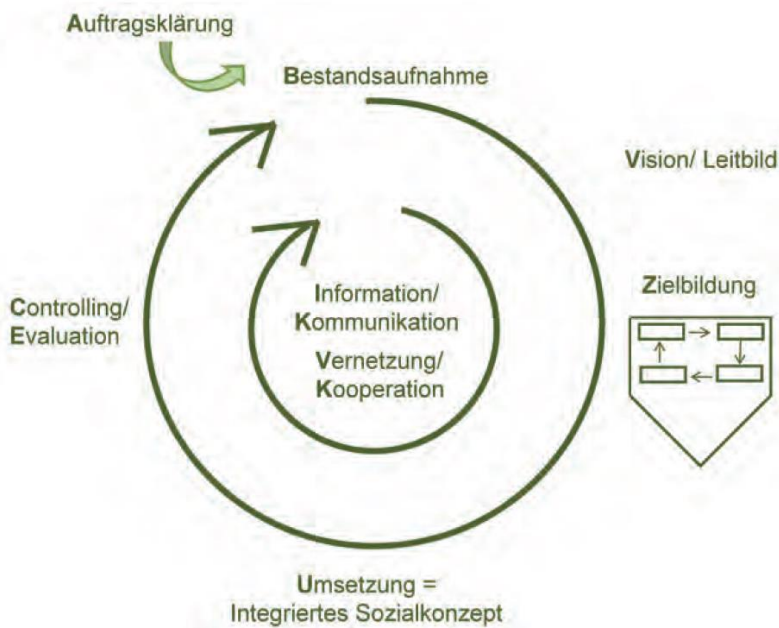 Auftragsklärung
Bestandsaufnahme
Vision/ Leitbild
Zielbildung
Information/
Kommunikation
Vernetzung/
Kooperation
Controlling/
Evaluation
Umsetzung =
Integriertes Sozialkonzept